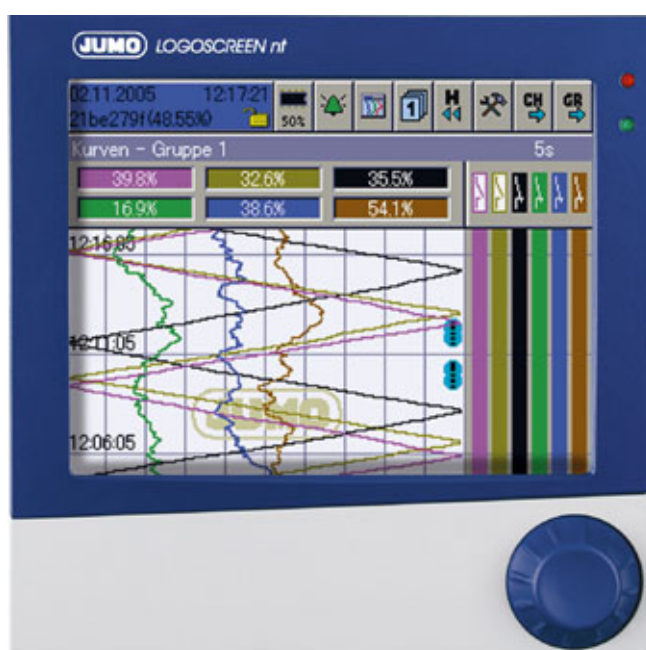 JUMO LOGOSCREEN nt
02.11.2005 12:17:21
21be279f (48.55%)
50%
1
H
CH
GR
Kurven - Gruppe 1 5s
39.8% 32.6% 35.5%
16.9% 38.6% 54.1%
12:16:85
12:11:05
JUMO
12:06:05